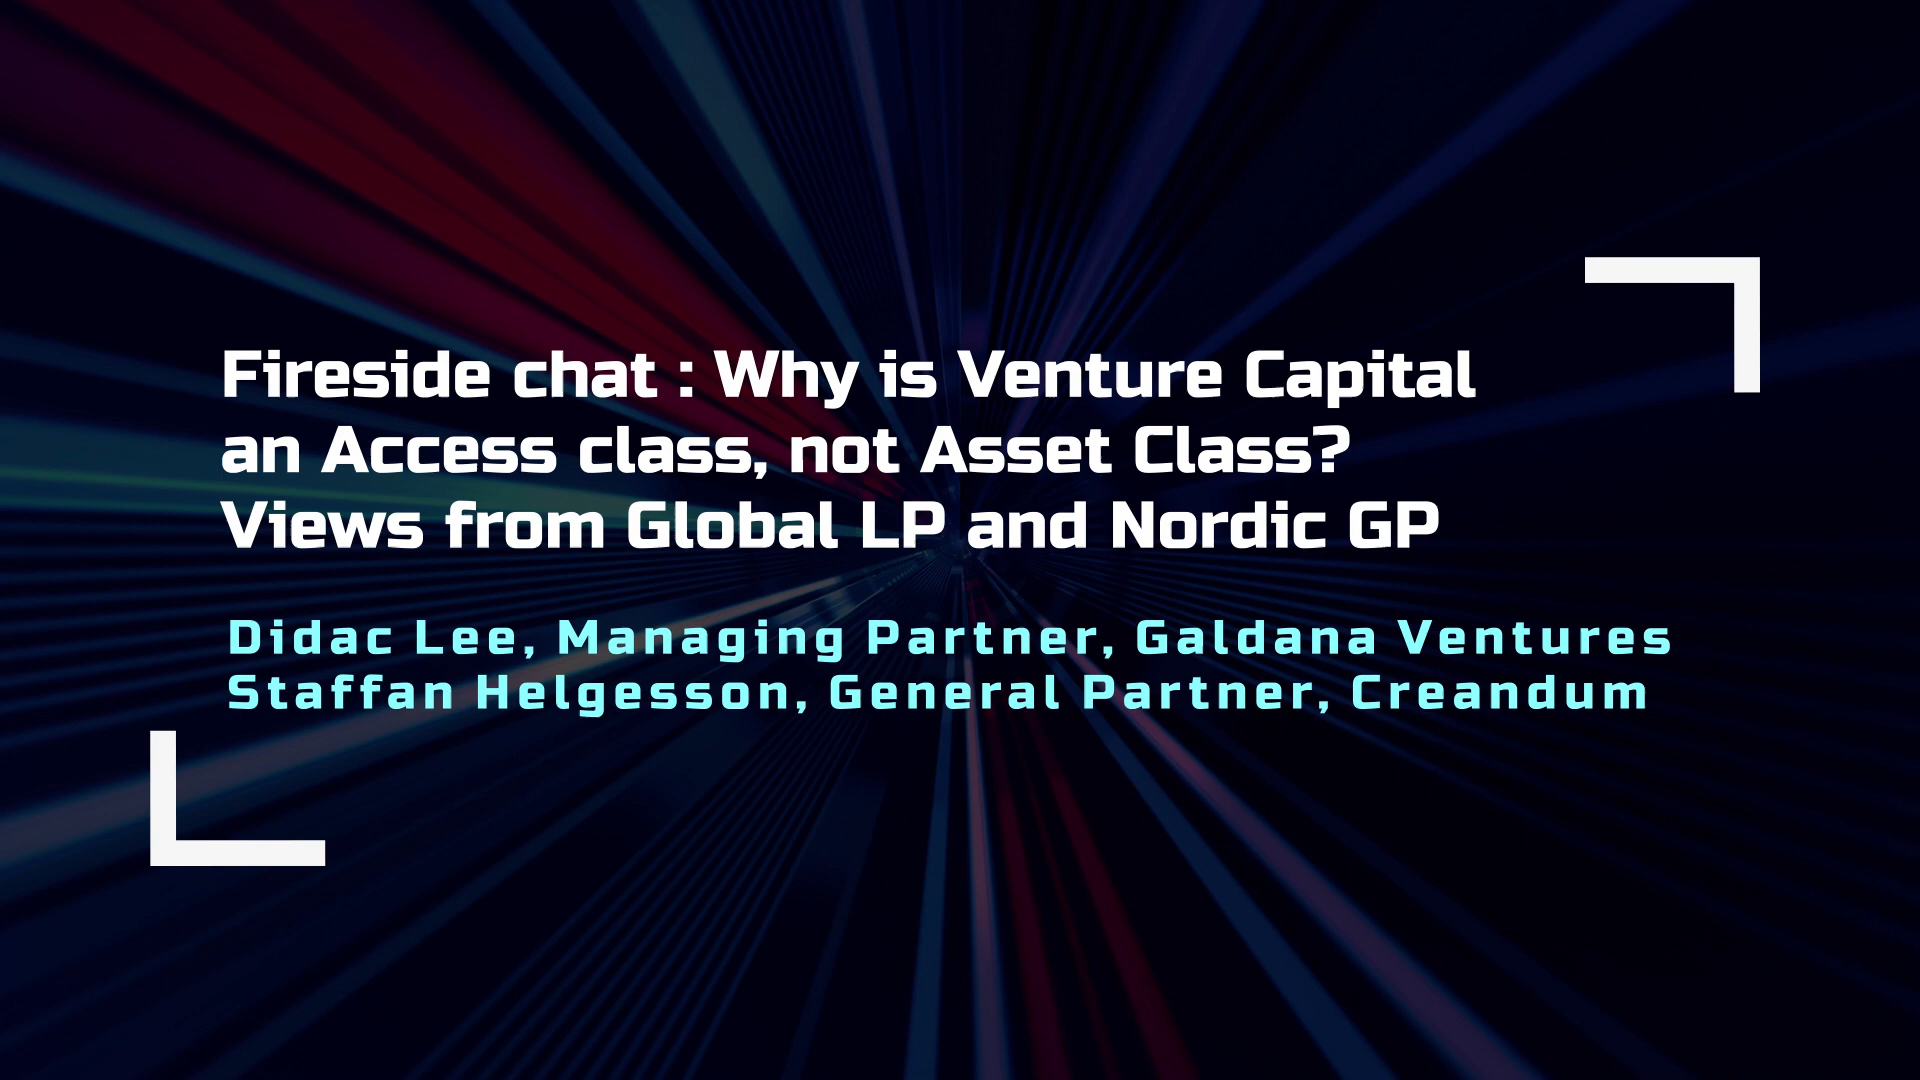 Fireside chat : Why is Venture Capital
an Access class, not Asset Class?
Views from Global LP and Nordic GP
Didac Lee, Managing Partner, Galdana Ventures
Staffan Helgesson, General Partner, Creandum